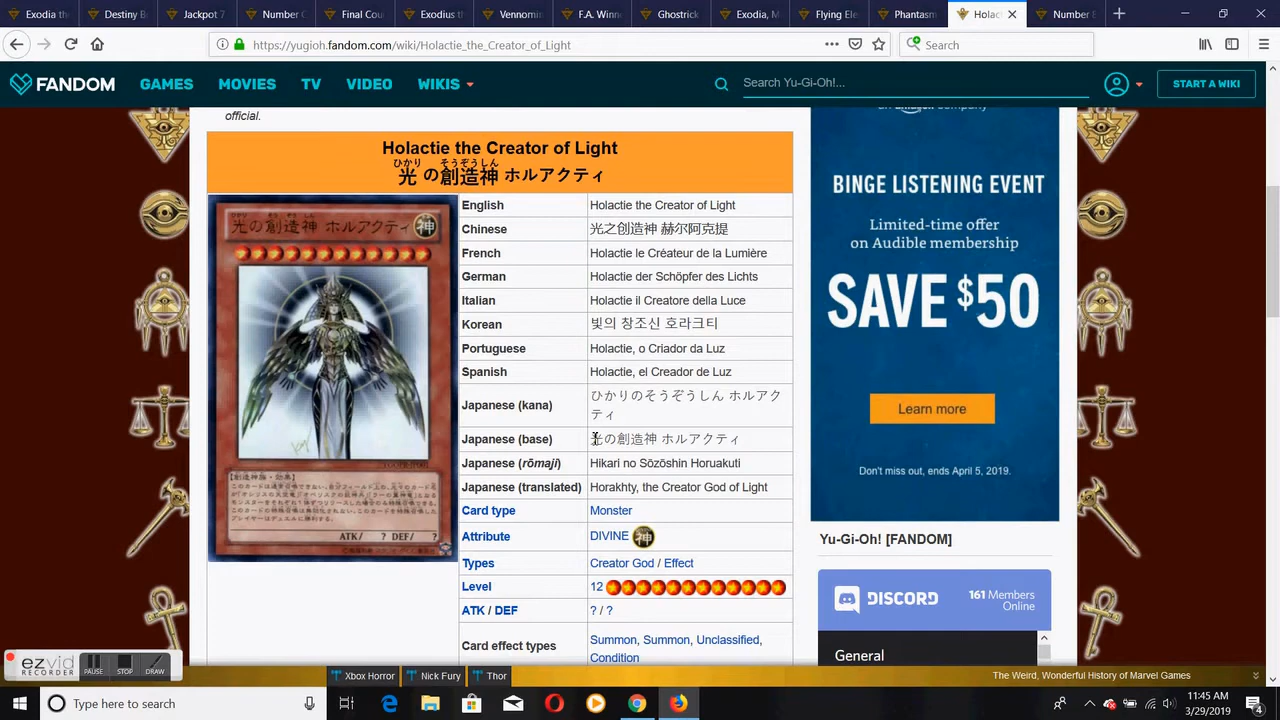 Exodia the
Destiny Bo
Jackpot 7
Number C
Final Cou
Exodius th
Vennomin
F.A. Winne
Ghostrick
Exodia, M
Flying Ele
Phantasm
Holac
Number E
https://yugioh.fandom.com/wiki/Holactie_the_Creator_of_Light
Search
FANDOM
GAMES
MOVIES
TV
VIDEO
WIKIS
Search Yu-Gi-Oh!...
START A WIKI
official.
Holactie the Creator of Light
ひかり そうぞうしん
光の創造神 ホルアクティ
光の創造神 ホルアクティ
神
ATK/ ? DEF/ ?
English Holactie the Creator of Light
Chinese 光之创造神 赫尔阿克提
French Holactie le Créateur de la Lumière
German Holactie der Schöpfer des Lichts
Italian Holactie il Creatore della Luce
Korean 빛의 창조신 호라크티
Portuguese Holactie, o Criador da Luz
Spanish Holactie, el Creador de Luz
Japanese (kana) ひかりのそうぞうしん ホルアク
ティ
Japanese (base) 光の創造神 ホルアクティ
Japanese (rōmaji) Hikari no Sōzōshin Horuakuti
Japanese (translated) Horakhty, the Creator God of Light
Card type Monster
Attribute DIVINE 神
Types Creator God / Effect
Level 12
ATK / DEF ? / ?
Card effect types Summon, Summon, Unclassified,
Condition
BINGE LISTENING EVENT
Limited-time offer
on Audible membership
SAVE $50
Learn more
Don't miss out, ends April 5, 2019.
Yu-Gi-Oh! [FANDOM]
DISCORD
161 Members
Online
General
ezvid
RECORDER
PAUSE
STOP
DRAW
Xbox Horror
Nick Fury
Thor
The Weird, Wonderful History of Marvel Games
Type here to search
11:45 AM
3/29/2019
4